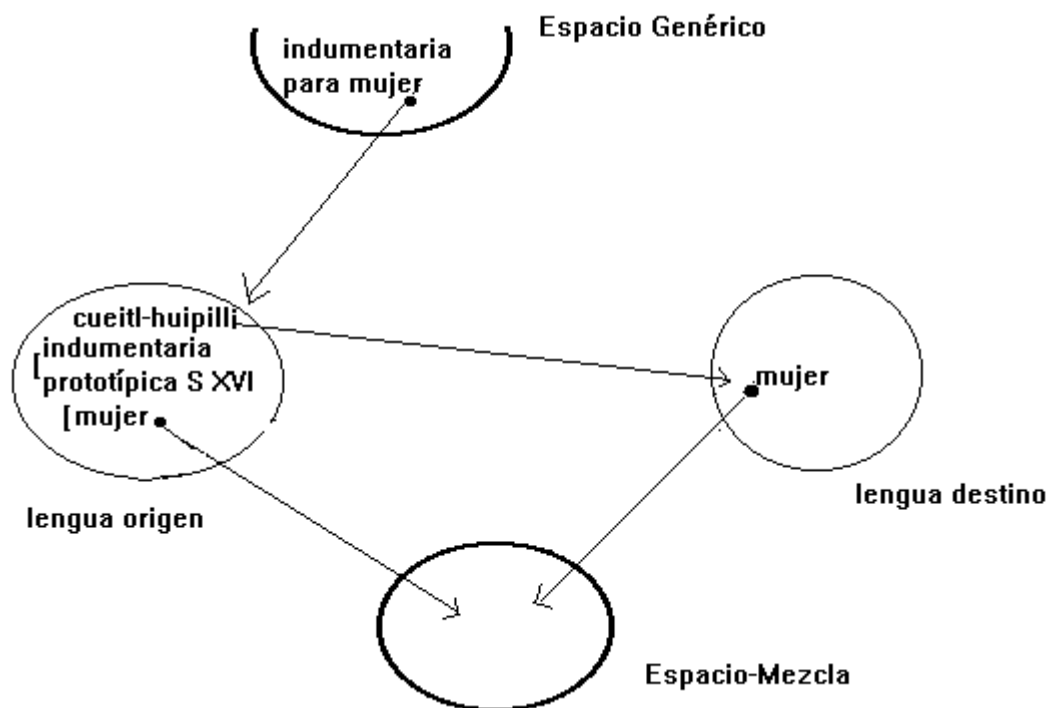 Espacio Genérico
indumentaria
para mujer
cueitl-huipilli
[indumentaria
prototípica S XVI
[mujer
mujer
lengua origen
lengua destino
Espacio-Mezcla